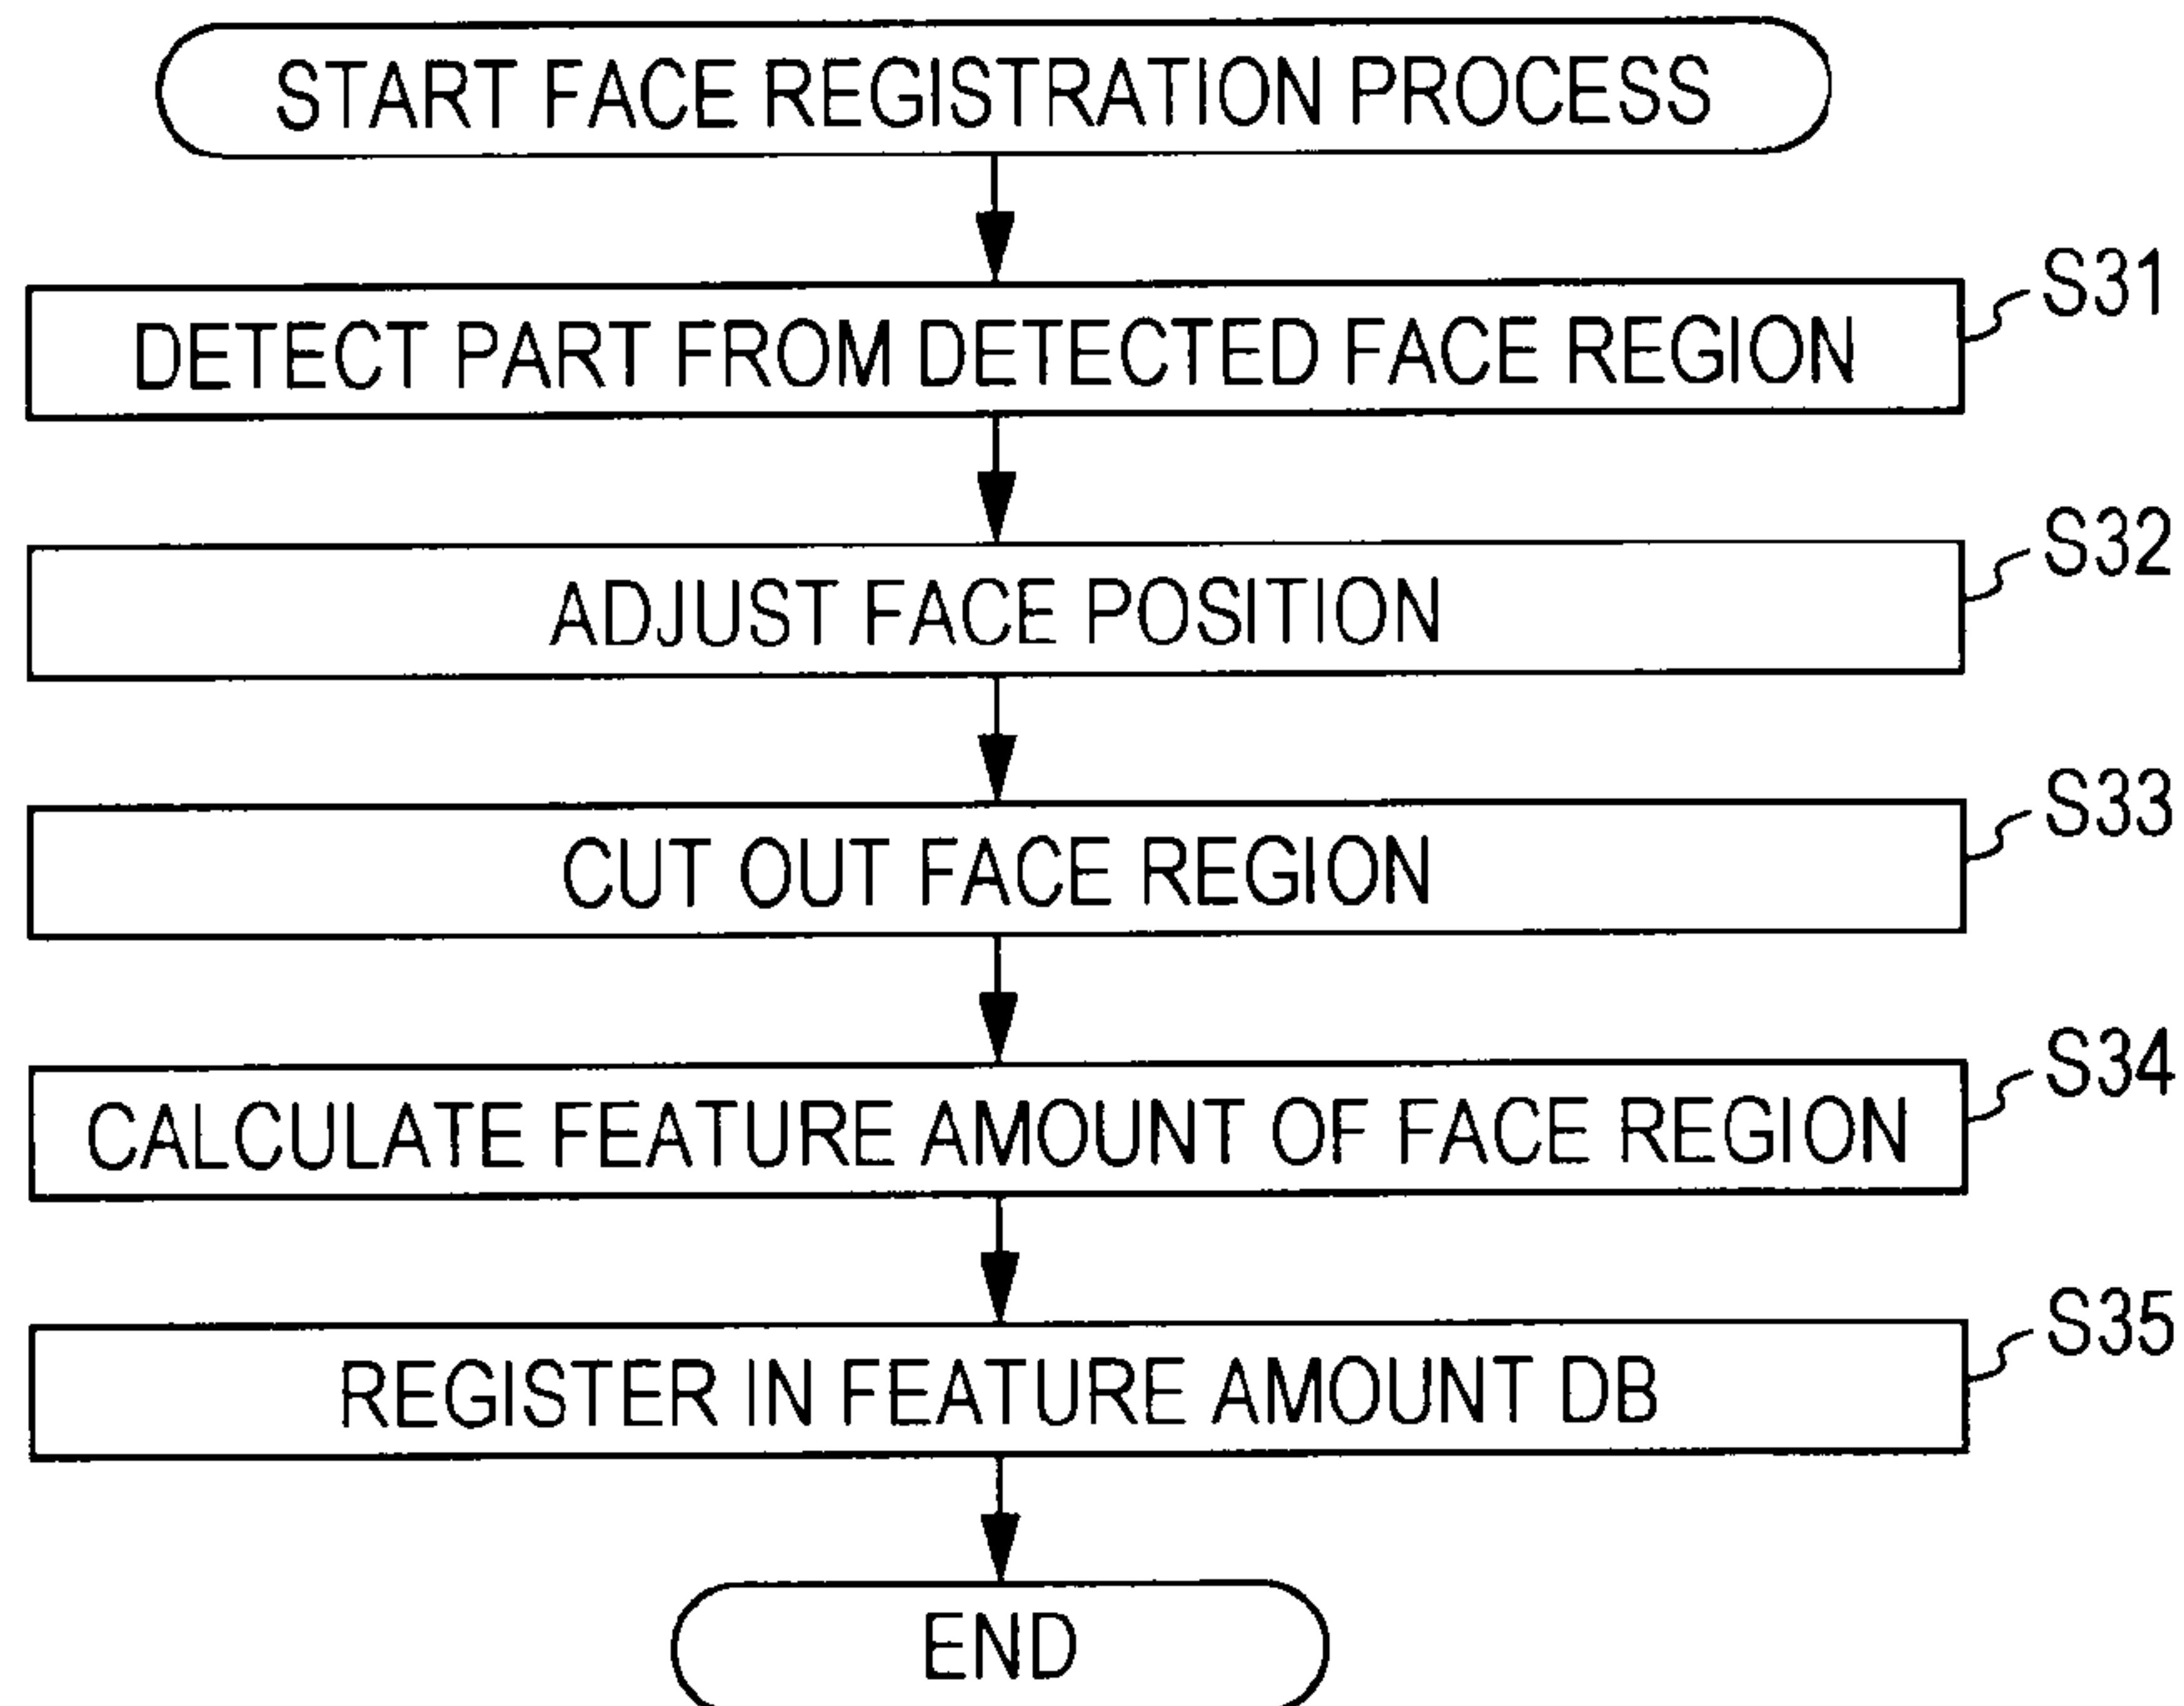 START FACE REGISTRATION PROCESS
S31
DETECT PART FROM DETECTED FACE REGION
S32
ADJUST FACE POSITION
S33
CUT OUT FACE REGION
S34
CALCULATE FEATURE AMOUNT OF FACE REGION
S35
REGISTER IN FEATURE AMOUNT DB
END